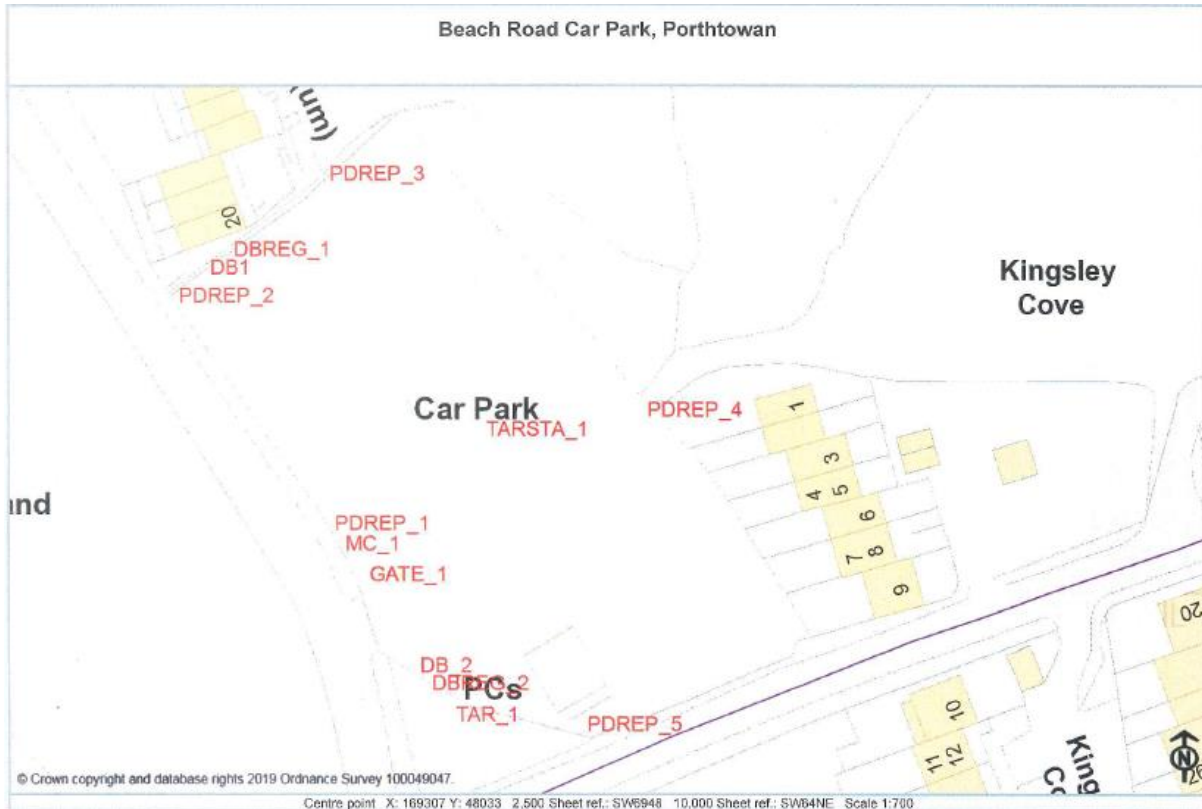 Beach Road Car Park, Porthtowan
um)
PDREP_3
20
DBREG_1
DB1
PDREP_2
Kingsley
Cove
Car Park
TARSTA_1
PDREP_4
1
3
4 5
6
7 8
9
PDREP_1
MC_1
GATE_1
DB_2
DBREG_2
PCs
TAR_1
PDREP_5
10
11 12
20
King
Co
N
© Crown copyright and database rights 2019 Ordnance Survey 100049047.
Centre point X: 169307 Y: 48033 2,500 Sheet ref.: SW6948 10,000 Sheet ref.: SW64NE Scale 1:700